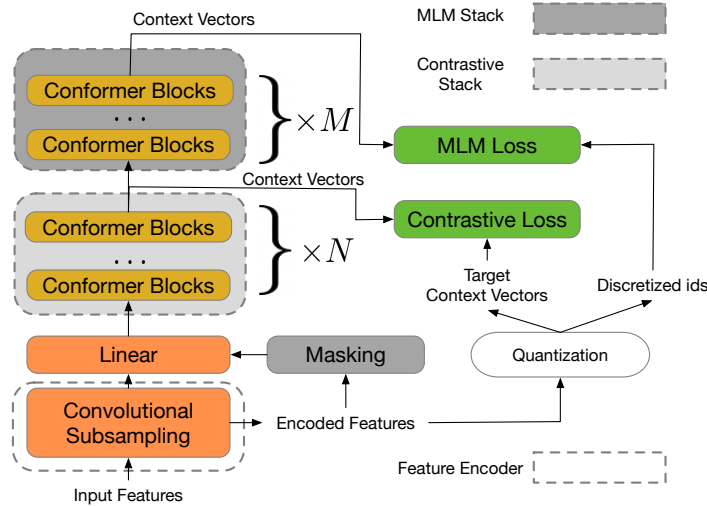 Context Vectors
MLM Stack
Contrastive
Stack
Conformer Blocks
...
Conformer Blocks
× M
MLM Loss
Context Vectors
Conformer Blocks
...
Conformer Blocks
× N
Contrastive Loss
Target
Context Vectors
Discretized ids
Linear
Masking
Quantization
Convolutional
Subsampling
Encoded Features
Feature Encoder
Input Features